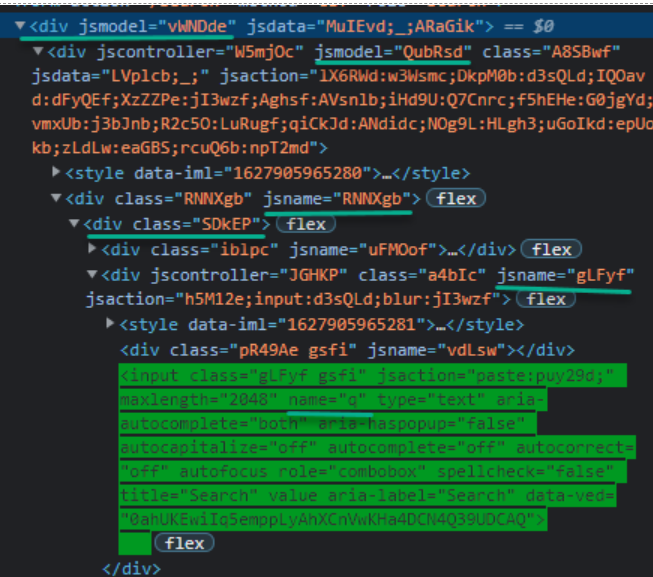 <div jsmodel="vWNDde" jsdata="MuIEvd;_;ARaGik"> == $0
<div jscontroller="W5mjOc" jsmodel="QubRsd" class="A8SBwf"
jsdata="LVplcb;_;" jsaction="lX6RWd:w3Wsmc;DkpM0b:d3sQLd;IQOav
d:dFyQEf;XzZZPe:jI3wzf;Aghsf:AVsnlb;iHd9U:Q7Cnrc;f5hEHe:G0jgYd;
vmxUb:j3bJnb;R2c5O:LuRugf;qiCkJd:ANdidc;NOg9L:HLgh3;uGoIkd:epUo
kb;zLdLw:eaGBS;rcuQ6b:npT2md">
<style data-iml="1627905965280">…</style>
<div class="RNNXgb" jsname="RNNXgb"> flex
<div class="SDkEP"> flex
<div class="iblpc" jsname="uFMOof">…</div> flex
<div jscontroller="JGHKP" class="a4bIc" jsname="gLFyf"
jsaction="h5M12e;input:d3sQLd;blur:jI3wzf"> flex
<style data-iml="1627905965281">…</style>
<div class="pR49Ae gsfi" jsname="vdLsw"></div>
<input class="gLFyf gsfi" jsaction="paste:puy29d;"
maxlength="2048" name="q" type="text" aria-
autocomplete="both" aria-haspopup="false"
autocapitalize="off" autocomplete="off" autocorrect=
"off" autofocus role="combobox" spellcheck="false"
title="Search" value aria-label="Search" data-ved=
"0ahUKEwiIq5emppLyAhXCnVwKHa4DCN4Q39UDCAQ">
flex
</div>